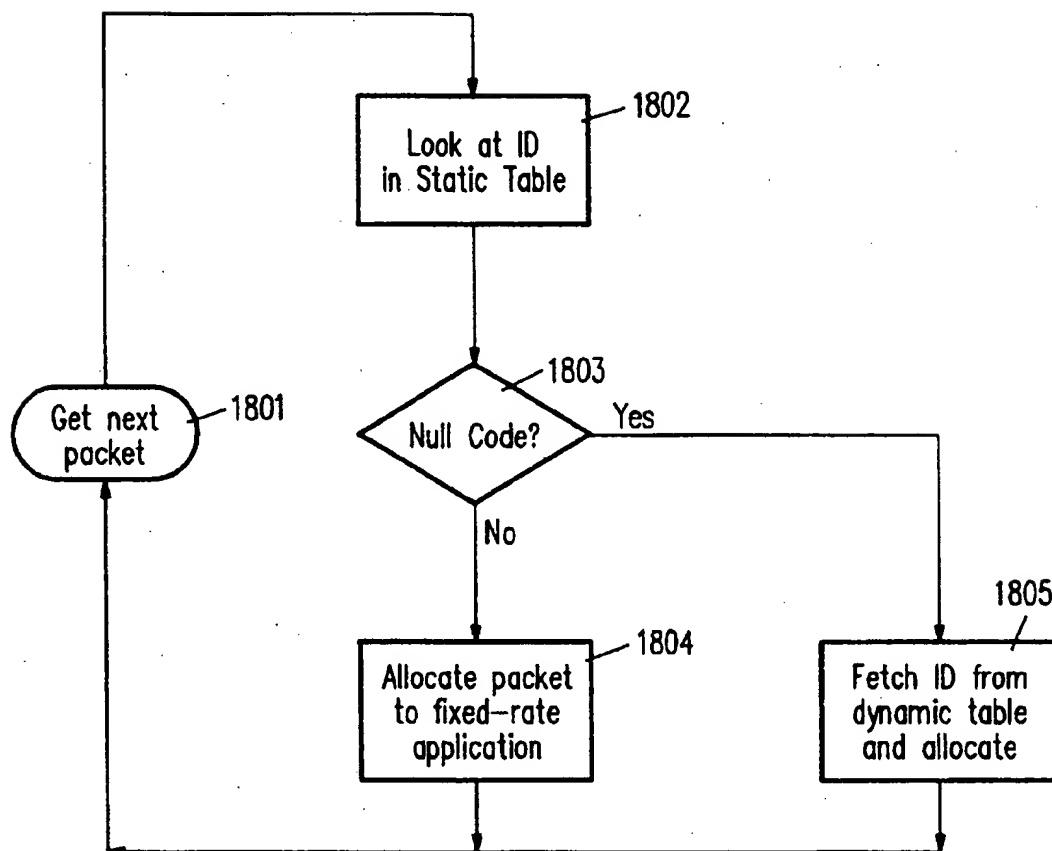 1802
Look at ID
in Static Table
1803
Null Code?
Yes
No
Get next
packet
1801
1804
Allocate packet
to fixed-rate
application
1805
Fetch ID from
dynamic table
and allocate